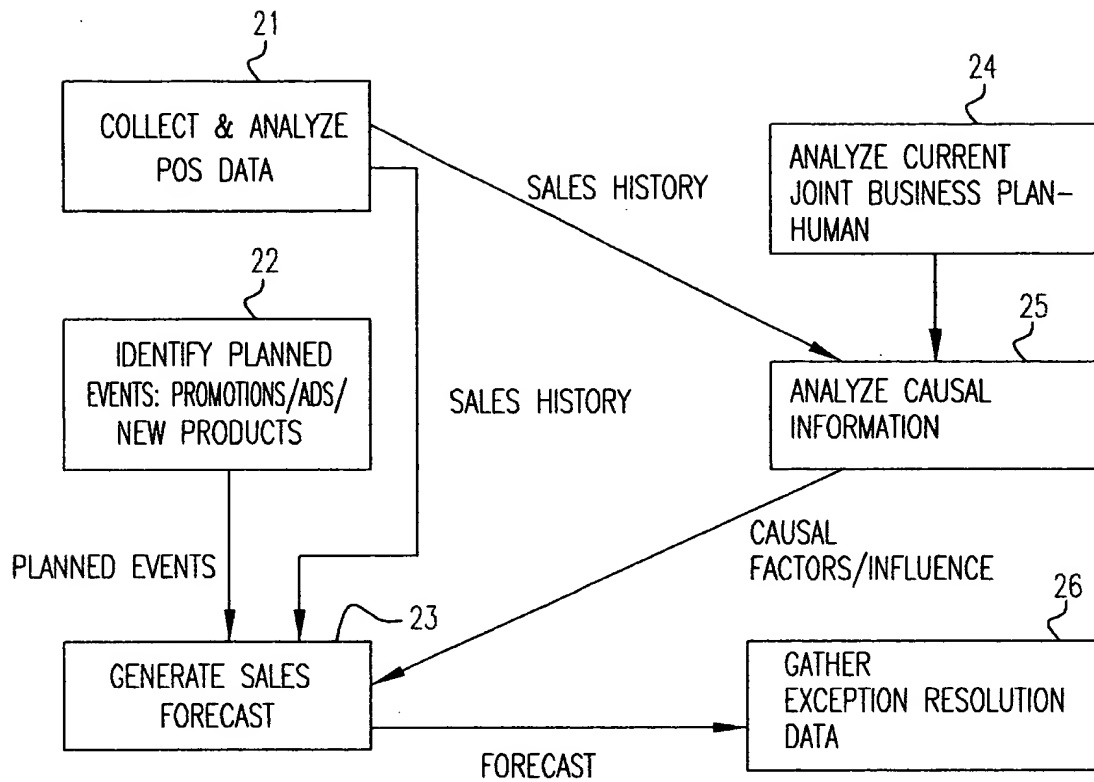 21
COLLECT & ANALYZE
POS DATA
24
ANALYZE CURRENT
JOINT BUSINESS PLAN-
HUMAN
SALES HISTORY
22
IDENTIFY PLANNED
EVENTS: PROMOTIONS/ADS/
NEW PRODUCTS
SALES HISTORY
25
ANALYZE CAUSAL
INFORMATION
PLANNED EVENTS
CAUSAL
FACTORS/INFLUENCE
23
GENERATE SALES
FORECAST
26
GATHER
EXCEPTION RESOLUTION
DATA
FORECAST